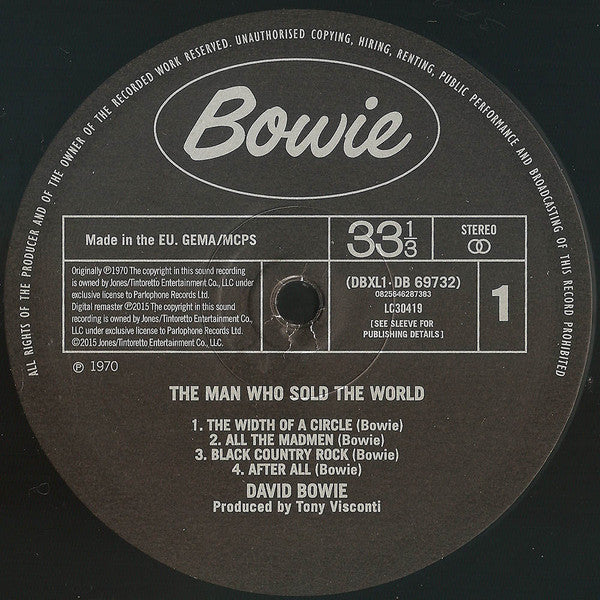 ALL RIGHTS OF THE PRODUCER AND OF THE OWNER OF THE RECORDED WORK RESERVED. UNAUTHORISED COPYING, HIRING, RENTING, PUBLIC PERFORMANCE AND BROADCASTING OF THIS RECORD PROHIBITED
Bowie
Made in the EU. GEMA/MCPS
33 1/3
STEREO
Originally ℗1970 The copyright in this sound recording
is owned by Jones/Tintoretto Entertainment Co., LLC under
exclusive license to Parlophone Records Ltd.
Digital remaster ℗2015 The copyright in this sound
recording is owned by Jones/Tintoretto Entertainment Co.,
LLC under exclusive license to Parlophone Records Ltd.
©2015 Jones/Tintoretto Entertainment Co., LLC
(DBXL1 · DB 69732)
0825646287383
LC30419
[SEE SLEEVE FOR
PUBLISHING DETAILS]
1
℗ 1970
THE MAN WHO SOLD THE WORLD
1. THE WIDTH OF A CIRCLE (Bowie)
2. ALL THE MADMEN (Bowie)
3. BLACK COUNTRY ROCK (Bowie)
4. AFTER ALL (Bowie)
DAVID BOWIE
Produced by Tony Visconti